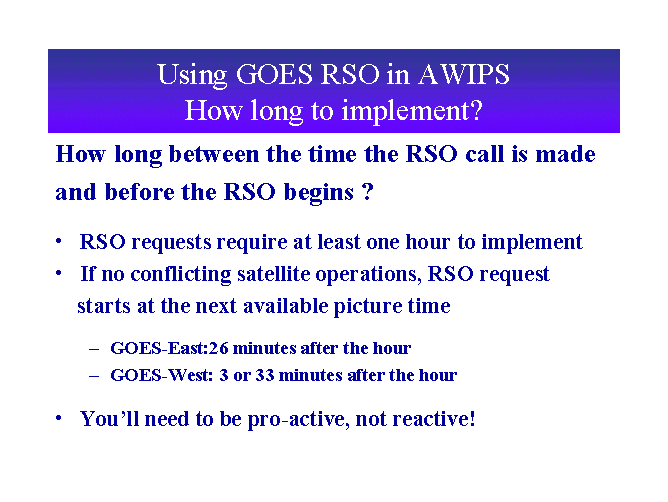 Using GOES RSO in AWIPS
How long to implement?
How long between the time the RSO call is made
and before the RSO begins ?
• RSO requests require at least one hour to implement
• If no conflicting satellite operations, RSO request
starts at the next available picture time
– GOES-East:26 minutes after the hour
– GOES-West: 3 or 33 minutes after the hour
• You’ll need to be pro-active, not reactive!